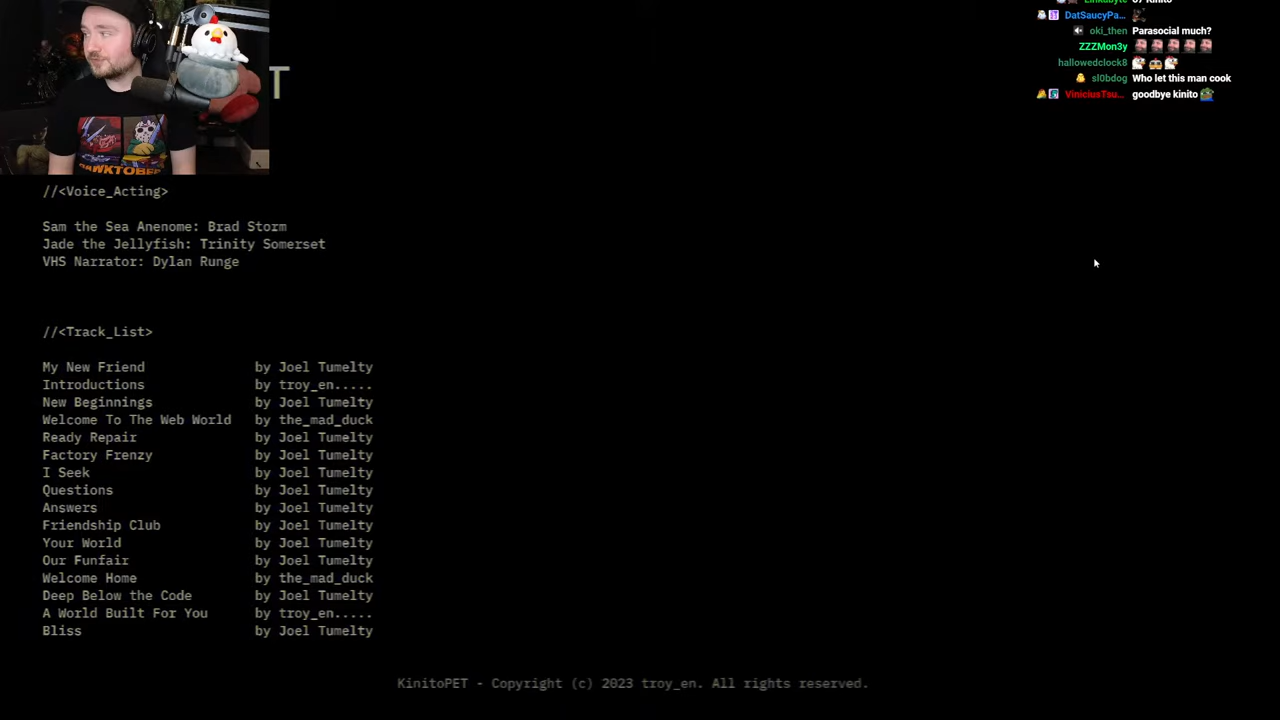 T
DatSaucyPa...
oki_then Parasocial much?
ZZZMon3y
hallowedclock8
sl0bdog Who let this man cook
ViniciusTsu... goodbye kinito
//<Voice_Acting>
Sam the Sea Anenome: Brad Storm
Jade the Jellyfish: Trinity Somerset
VHS Narrator: Dylan Runge
//<Track_List>
My New Friend by Joel Tumelty
Introductions by troy_en.....
New Beginnings by Joel Tumelty
Welcome To The Web World by the_mad_duck
Ready Repair by Joel Tumelty
Factory Frenzy by Joel Tumelty
I Seek by Joel Tumelty
Questions by Joel Tumelty
Answers by Joel Tumelty
Friendship Club by Joel Tumelty
Your World by Joel Tumelty
Our Funfair by Joel Tumelty
Welcome Home by the_mad_duck
Deep Below the Code by Joel Tumelty
A World Built For You by troy_en.....
Bliss by Joel Tumelty
KinitoPET - Copyright (c) 2023 troy_en. All rights reserved.